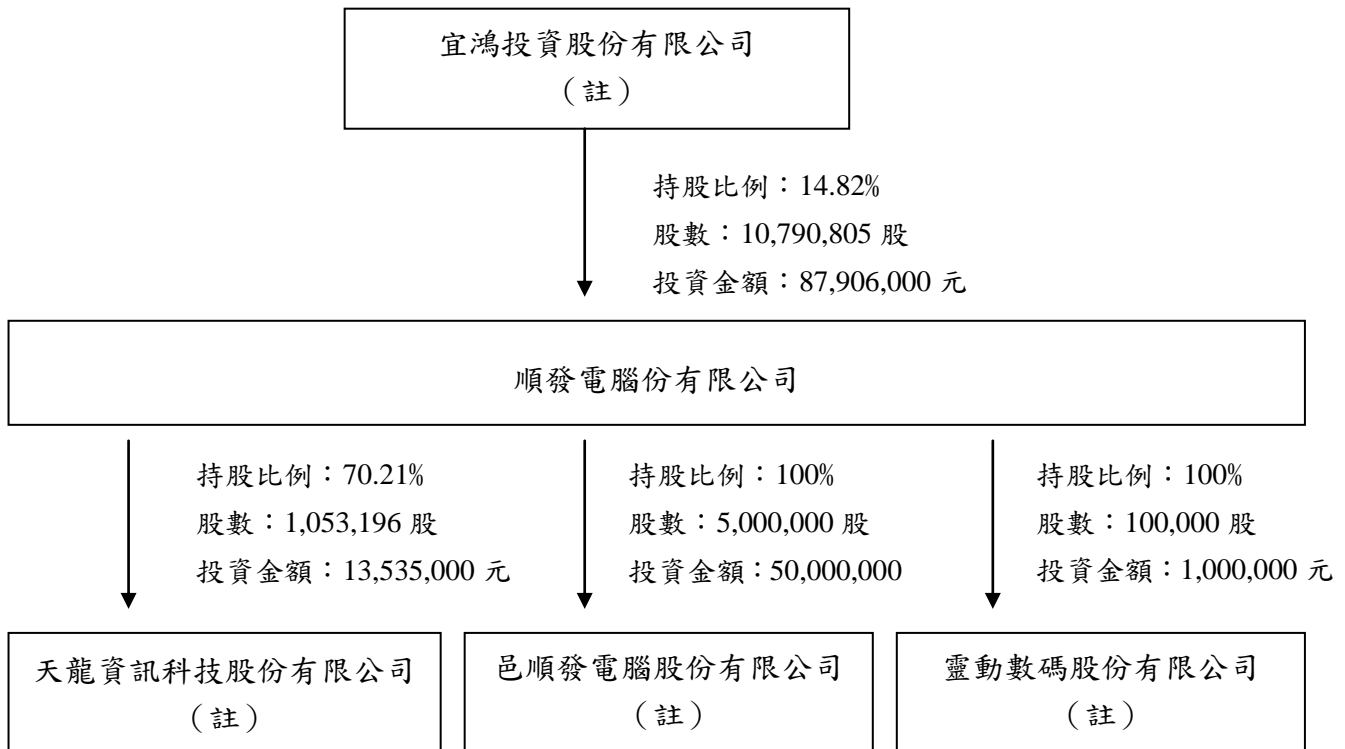 宜鴻投資股份有限公司
（註）
持股比例：14.82%
股數：10,790,805 股
投資金額：87,906,000 元
順發電腦份有限公司
持股比例：70.21%
股數：1,053,196 股
投資金額：13,535,000 元
持股比例：100%
股數：5,000,000 股
投資金額：50,000,000
持股比例：100%
股數：100,000 股
投資金額：1,000,000 元
天龍資訊科技股份有限公司
（註）
邑順發電腦股份有限公司
（註）
靈動數碼股份有限公司
（註）